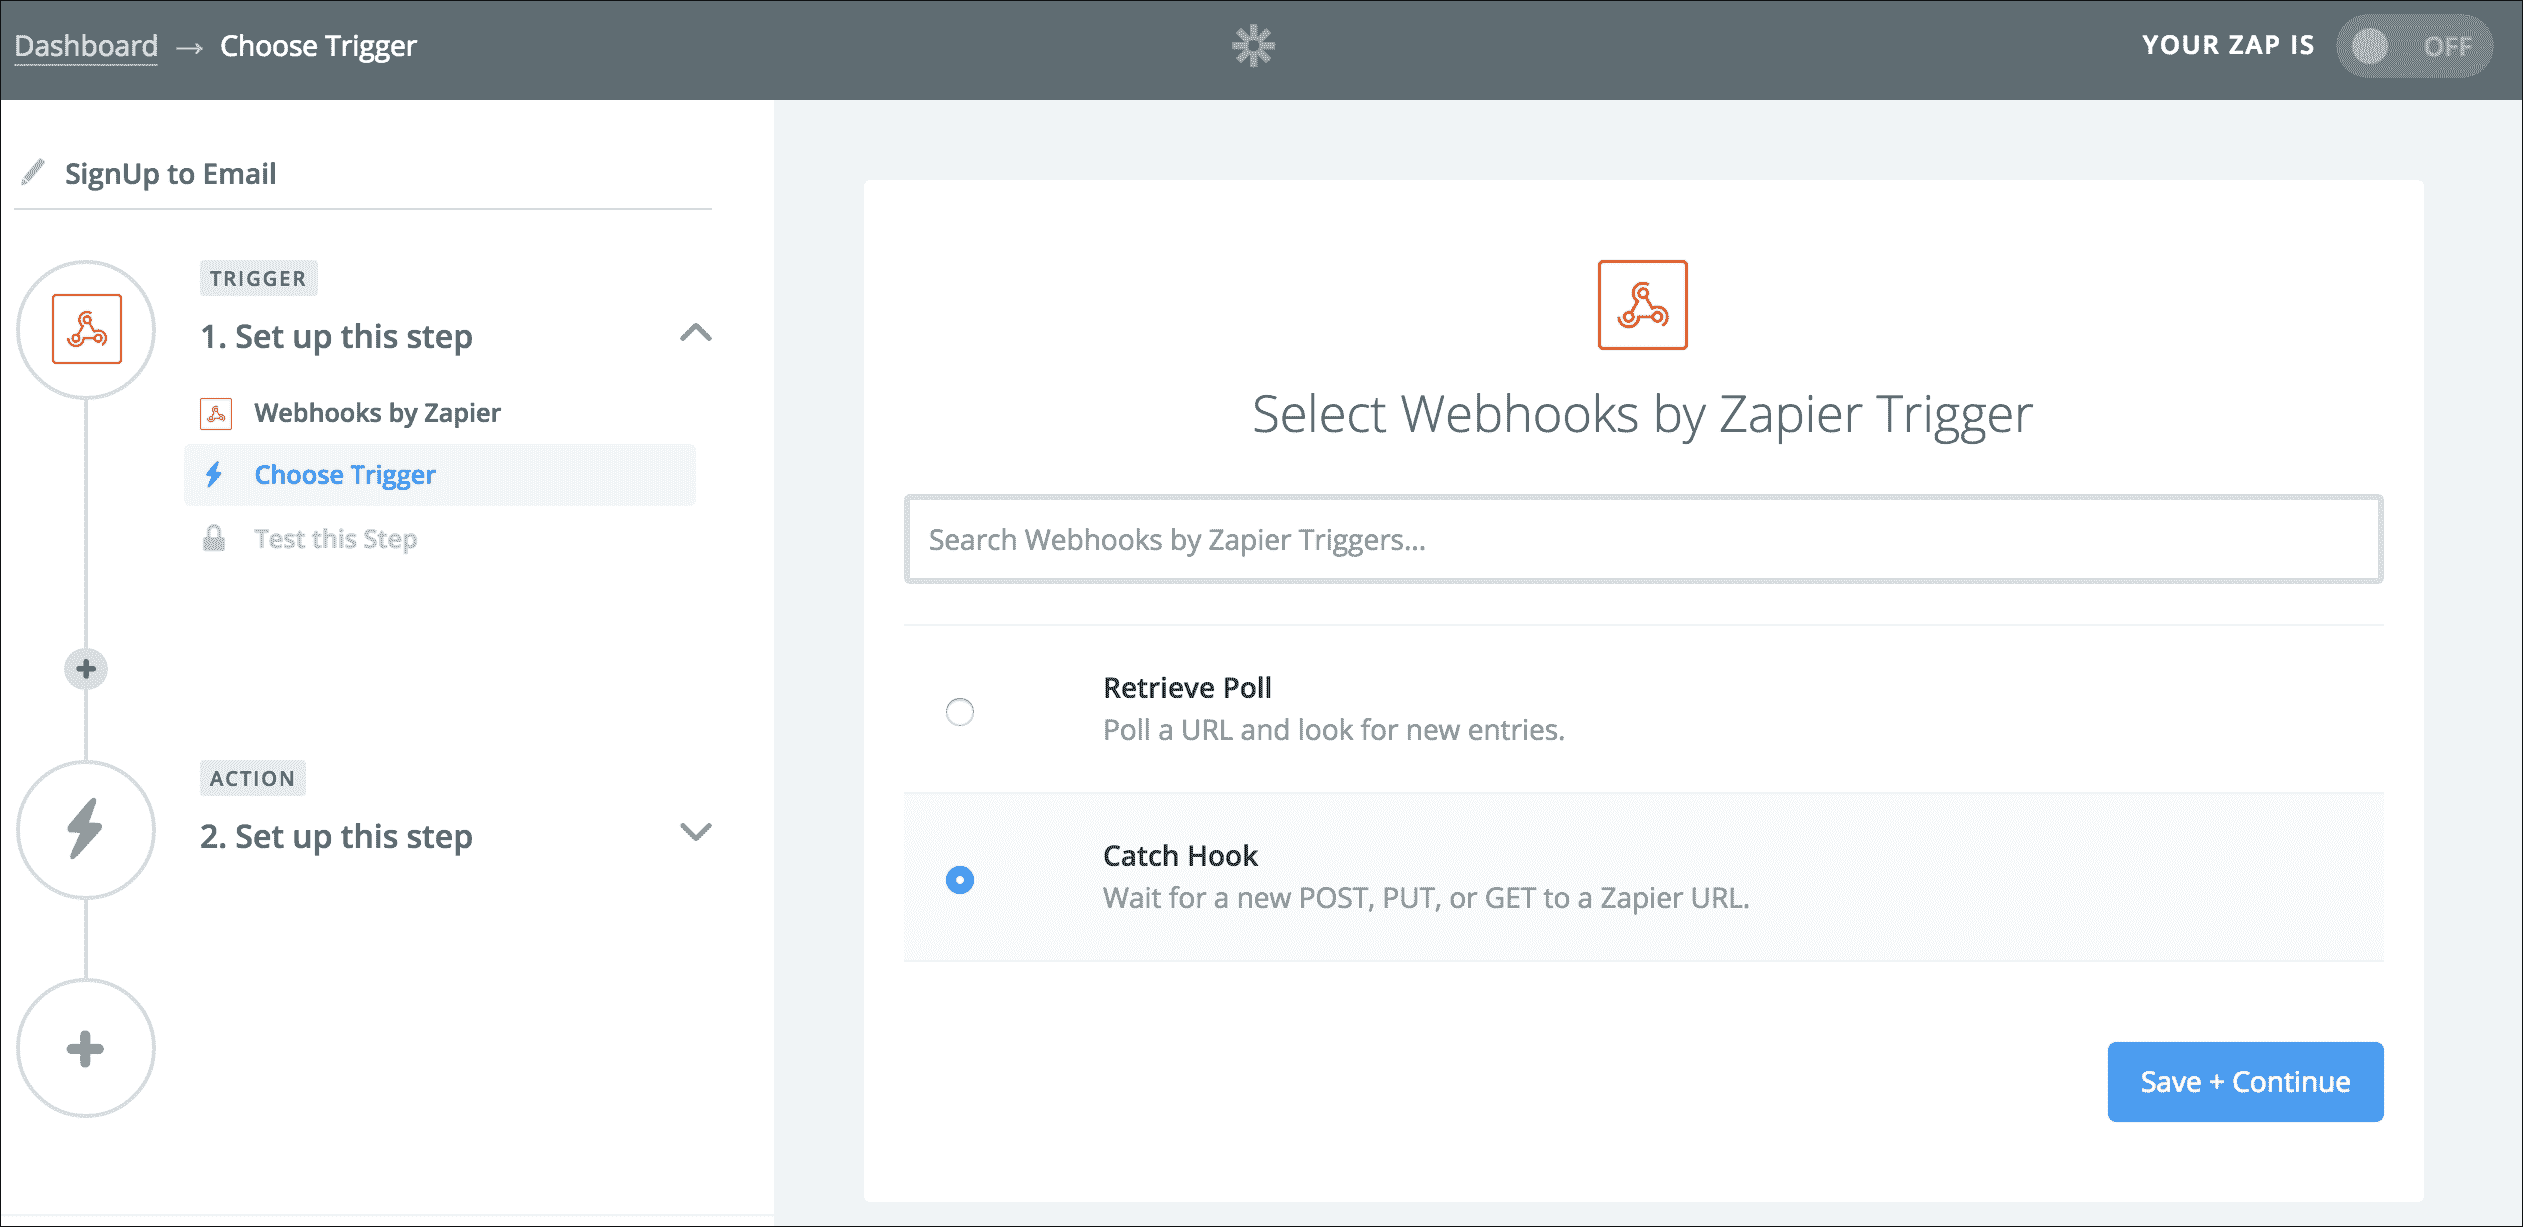 Dashboard → Choose Trigger
YOUR ZAP IS OFF
SignUp to Email
TRIGGER
1. Set up this step
Webhooks by Zapier
Choose Trigger
Test this Step
ACTION
2. Set up this step
Select Webhooks by Zapier Trigger
Search Webhooks by Zapier Triggers...
Retrieve Poll
Poll a URL and look for new entries.
Catch Hook
Wait for a new POST, PUT, or GET to a Zapier URL.
Save + Continue